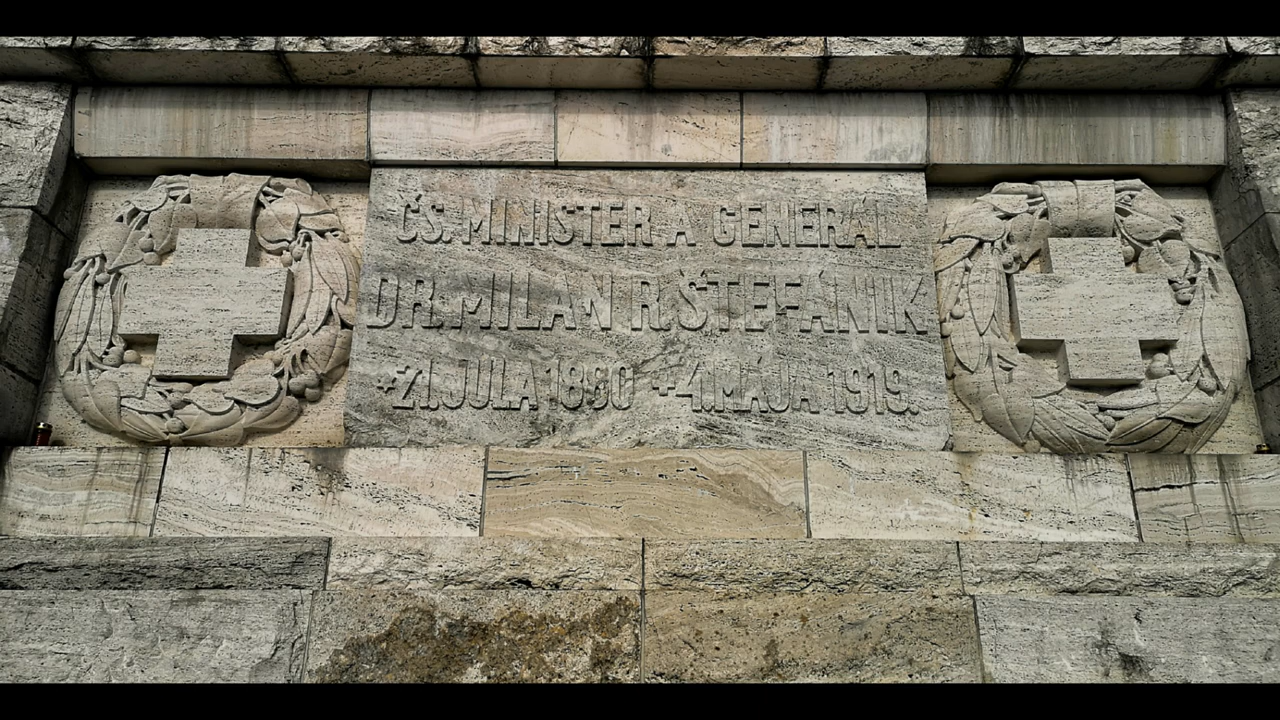 ČS. MINISTER A GENERÁL
DR. MILAN R. ŠTEFÁNIK
*21. JÚLA 1880 +4. MÁJA 1919.